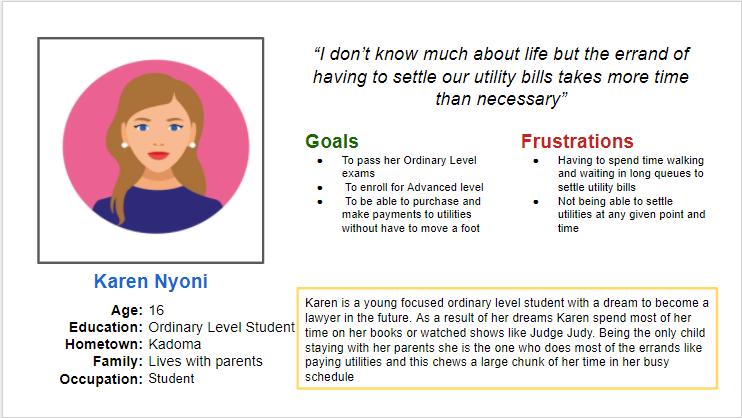 “I don’t know much about life but the errand of
having to settle our utility bills takes more time
than necessary”
Goals
● To pass her Ordinary Level
exams
● To enroll for Advanced level
● To be able to purchase and
make payments to utilities
without have to move a foot
Frustrations
● Having to spend time walking
and waiting in long queues to
settle utility bills
● Not being able to settle
utilities at any given point and
time
Karen Nyoni
Age: 16
Education: Ordinary Level Student
Hometown: Kadoma
Family: Lives with parents
Occupation: Student
Karen is a young focused ordinary level student with a dream to become a
lawyer in the future. As a result of her dreams Karen spend most of her
time on her books or watched shows like Judge Judy. Being the only child
staying with her parents she is the one who does most of the errands like
paying utilities and this chews a large chunk of her time in her busy
schedule